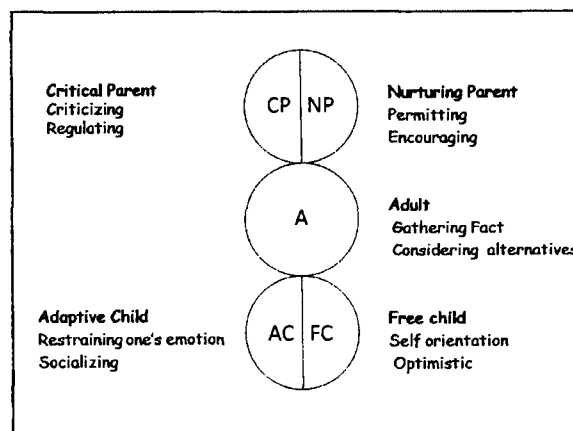 Critical Parent
Criticizing
Regulating
CP NP
Nurturing Parent
Permitting
Encouraging
A
Adult
Gathering Fact
Considering alternatives
Adaptive Child
Restraining one's emotion
Socializing
AC FC
Free child
Self orientation
Optimistic